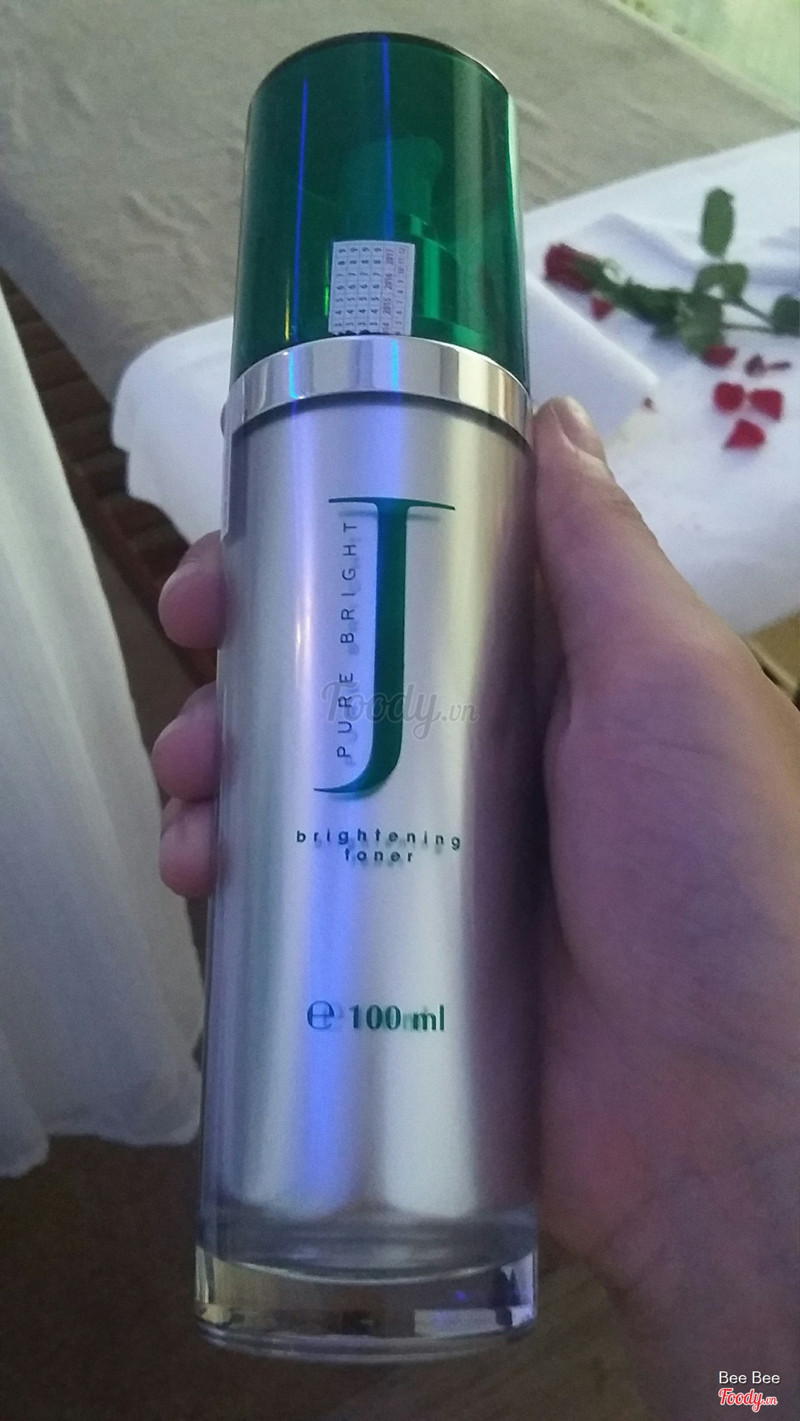 J
PURE BRIGHT
Foody.vn
brightening
toner
℮ 100 ml
Bee Bee
Foody.vn